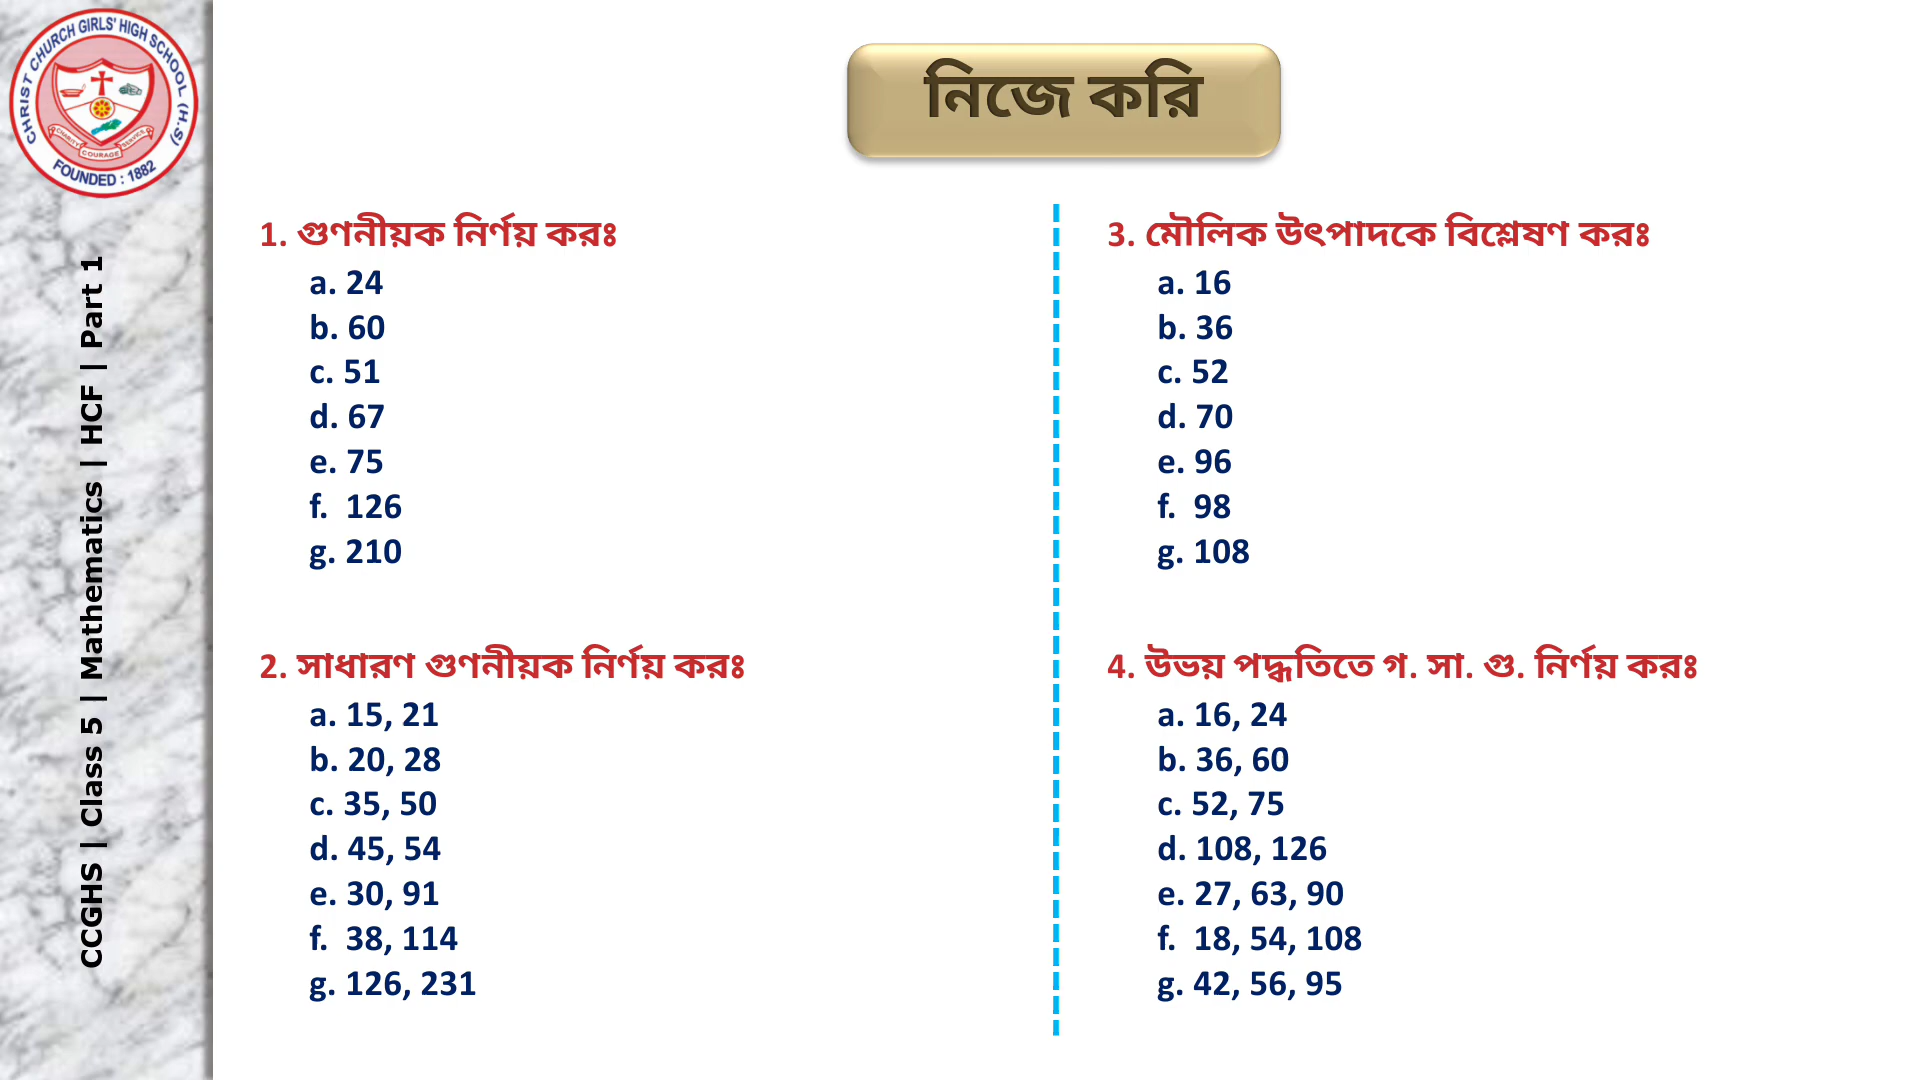 CHRIST CHURCH GIRLS' HIGH SCHOOL (H.S)
CHARITY COURAGE SERVICE
FOUNDED : 1882
CCGHS | Class 5 | Mathematics | HCF | Part 1
নিজে করি
1. গুণনীয়ক নির্ণয় করঃ
a. 24
b. 60
c. 51
d. 67
e. 75
f. 126
g. 210
2. সাধারণ গুণনীয়ক নির্ণয় করঃ
a. 15, 21
b. 20, 28
c. 35, 50
d. 45, 54
e. 30, 91
f. 38, 114
g. 126, 231
3. মৌলিক উৎপাদকে বিশ্লেষণ করঃ
a. 16
b. 36
c. 52
d. 70
e. 96
f. 98
g. 108
4. উভয় পদ্ধতিতে গ. সা. গু. নির্ণয় করঃ
a. 16, 24
b. 36, 60
c. 52, 75
d. 108, 126
e. 27, 63, 90
f. 18, 54, 108
g. 42, 56, 95